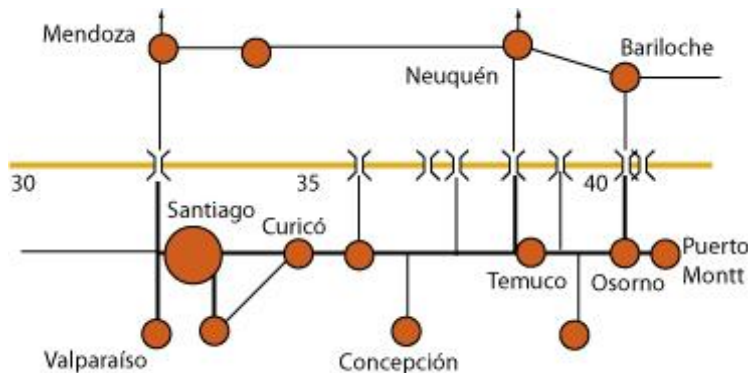 Mendoza
Bariloche
Neuquén
30
35
40
Santiago
Curicó
Puerto
Montt
Temuco
Osorno
Valparaíso
Concepción